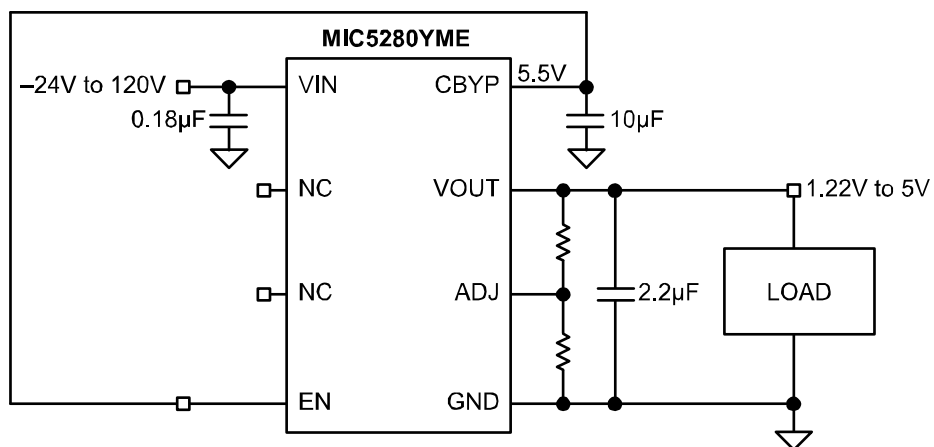 MIC5280YME
–24V to 120V
VIN
CBYP
5.5V
0.18µF
10µF
NC
VOUT
1.22V to 5V
NC
ADJ
2.2µF
LOAD
EN
GND